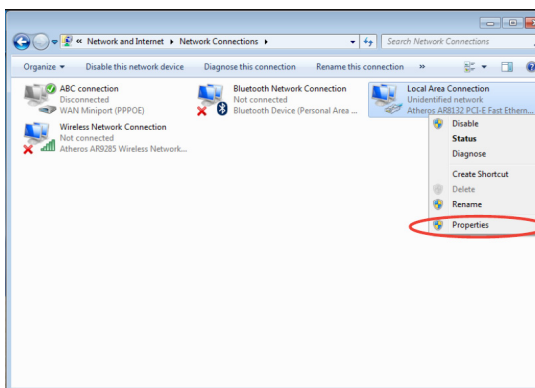 « Network and Internet ▸ Network Connections ▸
Search Network Connections
Organize ▾ Disable this network device Diagnose this connection Rename this connection »
ABC connection
Disconnected
WAN Miniport (PPPOE)
Bluetooth Network Connection
Not connected
Bluetooth Device (Personal Area ...
Local Area Connection
Unidentified network
Atheros AR8132 PCI-E Fast Ethern...
Wireless Network Connection
Not connected
Atheros AR9285 Wireless Network...
Disable
Status
Diagnose
Create Shortcut
Delete
Rename
Properties